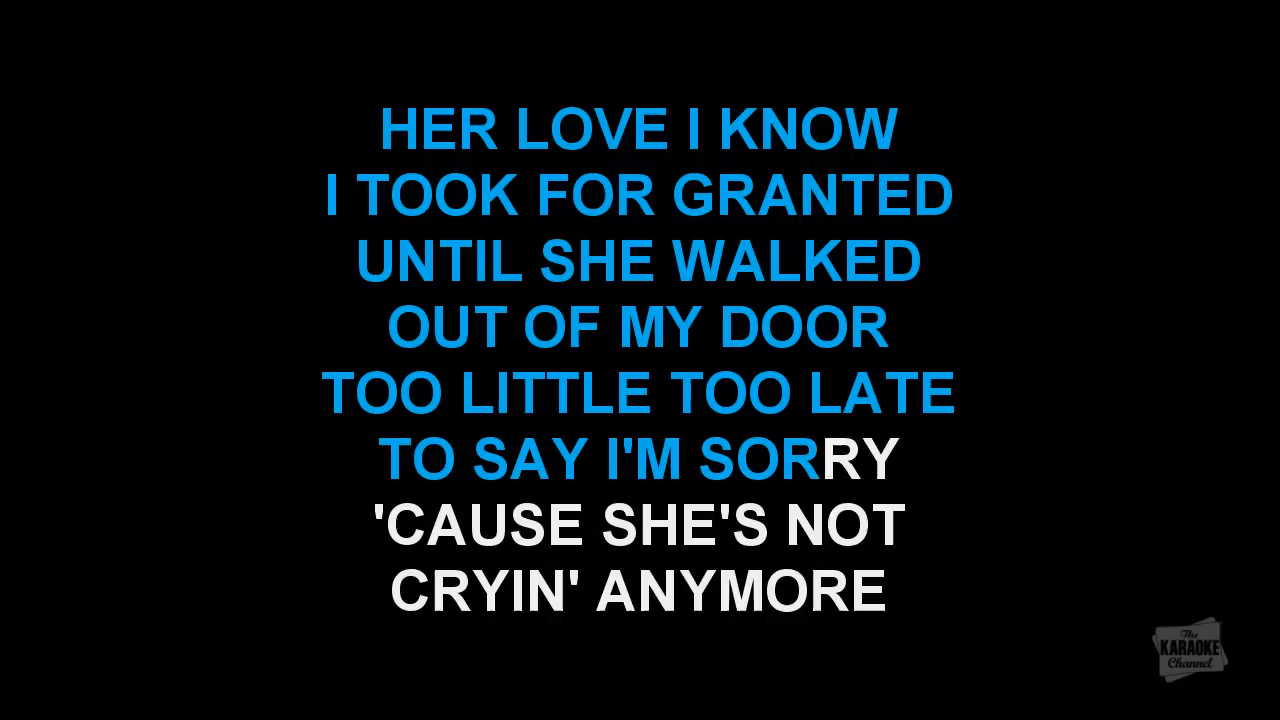 HER LOVE I KNOW
I TOOK FOR GRANTED
UNTIL SHE WALKED
OUT OF MY DOOR
TOO LITTLE TOO LATE
TO SAY I'M SORRY
'CAUSE SHE'S NOT
CRYIN' ANYMORE
The
KARAOKE
Channel